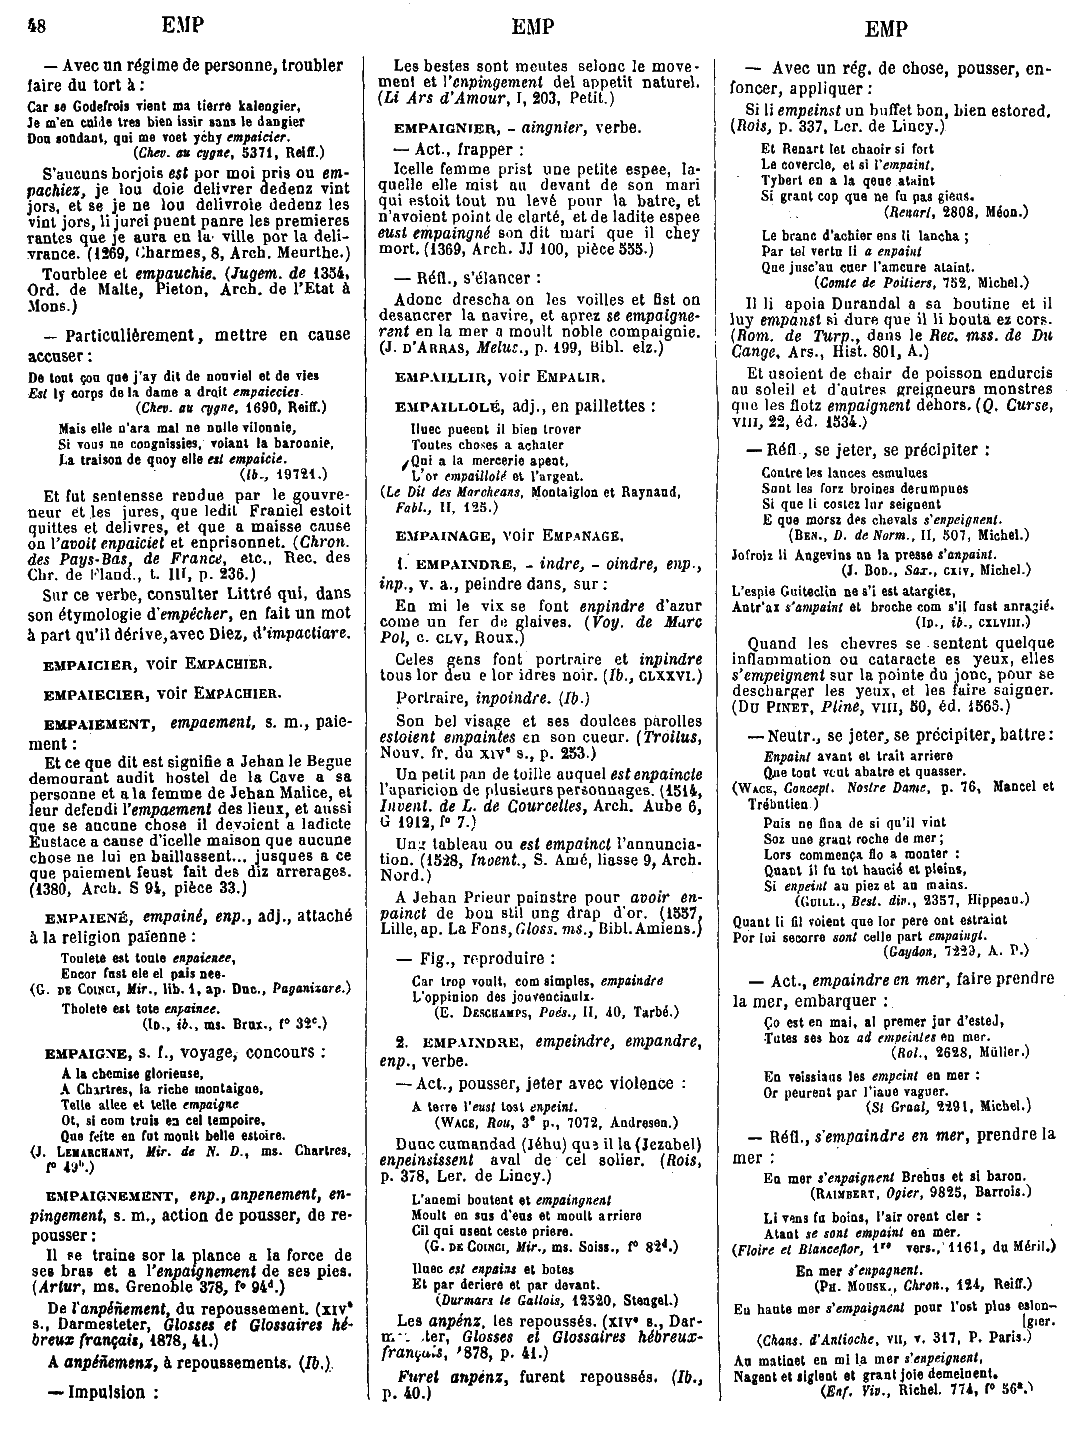 48 EMP EMP EMP
— Avec un régime de personne, troubler
faire du tort à :
Car se Godefrois vient ma tierre kalengier,
Je m'en cuide tres bien issir sans le dangier
Dou soudant, qui me voet ychy empaicier.
(Chev. au cygne, 5371, Reiff.)
S'aucuns borjois est por moi pris ou em-
pachiez, je lou doie delivrer dedenz vint
jors, et se je ne lou delivroie dedenz les
vint jors, li jurei puent panre les premieres
rantes que je aura en la ville por la deli-
vrance. (1269, Charmes, 8, Arch. Meurthe.)
Tourblee et empauchie. (Jugem. de 1354,
Ord. de Malte, Pieton, Arch. de l'Etat à
Mons.)
— Particulièrement, mettre en cause
accuser :
De tout çou que j'ay dit de nouviel et de vies
Est ly corps de la dame a droit empaiecies.
(Chev. au cygne, 1690, Reiff.)
Mais elle n'ara mal ne nulle vilonnie,
Si vous ne congnissies, voiant la baronnie,
La traison de quoy elle est empaicie.
(Ib., 19721.)
Et fut sentensse rendue par le gouvre-
neur et les jures, que ledit Franiel estoit
quittes et delivres, et que a maisse cause
on l'avoit enpaiciet et enprisonnet. (Chron.
des Pays-Bas, de France, etc., Rec. des
Chr. de Fland., t. III, p. 236.)
Sur ce verbe, consulter Littré qui, dans
son étymologie d'empécher, en fait un mot
à part qu'il dérive, avec Diez, d'impactiare.
EMPAICIER, voir EMPACHIER.
EMPAIECIER, voir EMPACHIER.
EMPAIEMENT, empaement, s. m., paie-
ment :
Et ce que dit est signifie a Jehan le Begue
demourant audit hostel de la Cave a sa
personne et a la femme de Jehan Malice, et
leur defendi l'empaement des lieux, et aussi
que se aucune chose il devoient a ladicte
Eustace a cause d'icelle maison que aucune
chose ne lui en baillassent... jusques a ce
que paiement feust fait des diz arrerages.
(1380, Arch. S 94, pièce 33.)
EMPAIENÉ, empainé, enp., adj., attaché
à la religion païenne :
Toulete est toute enpaienee,
Encor fust ele el pais nee.
(G. DE COINCI, Mir., lib. 1, ap. Duc., Paganizare.)
Tholete est tote enpainee.
(ID., ib., ms. Brux., f° 32c.)
EMPAIGNE, s. f., voyage, concours :
A la chemise glorieuse,
A Chartres, la riche montaigne,
Telle allee et telle empaigne
Ot, si com truis en cel tempoire,
Que feite en fut moult belle estoire.
(J. LEMARCHANT, Mir. de N. D., ms. Chartres,
f° 49b.)
EMPAIGNEMENT, enp., anpenement, en-
pingement, s. m., action de pousser, de re-
pousser :
Il se traine sor la plance a la force de
ses bras et a l'enpaignement de ses pies.
(Artur, ms. Grenoble 378, f° 94d.)
De l'anpéñement, du repoussement. (XIVe
s., Darmesteter, Glosses et Glossaires hé-
breux français, 1878, 41.)
A anpéñemenz, à repoussements. (Ib.)
— Impulsion :
Les bestes sont meutes selonc le move-
ment et l'enpingement del appetit naturel.
(Li Ars d'Amour, I, 203, Petit.)
EMPAIGNIER, - aingnier, verbe.
— Act., frapper :
Icelle femme prist une petite espee, la-
quelle elle mist au devant de son mari
qui estoit tout nu levé pour la batre, et
n'avoient point de clarté, et de ladite espee
eust empaingné son dit mari que il chey
mort. (1369, Arch. JJ 100, pièce 555.)
— Réfl., s'élancer :
Adonc drescha on les voilles et fist on
desancrer la navire, et aprez se empaigne-
rent en la mer a moult noble compaignie.
(J. D'ARRAS, Melus., p. 199, Bibl. elz.)
EMPAILLIR, voir EMPALIR.
EMPAILLOLÉ, adj., en paillettes :
Iluec pueent il bien trover
Toutes choses a achater
Qui a la mercerie apent,
L'or empaillolé et l'argent.
(Le Dit des Marcheans, Montaiglon et Raynaud,
Fabl., II, 125.)
EMPAINAGE, voir EMPANAGE.
1. EMPAINDRE, - indre, - oindre, enp.,
inp., v. a., peindre dans, sur :
En mi le vix se font enpindre d'azur
come un fer de glaives. (Voy. de Marc
Pol, c. CLV, Roux.)
Celes gens font portraire et inpindre
tous lor deu e lor idres noir. (Ib., CLXXVI.)
Portraire, inpoindre. (Ib.)
Son bel visage et ses doulces parolles
estoient empaintes en son cueur. (Troilus,
Nouv. fr. du XIVe s., p. 253.)
Un petit pan de toille auquel est enpaincte
l'aparicion de plusieurs personnages. (1514,
Invent. de L. de Courcelles, Arch. Aube 6,
G 1912, f° 7.)
Ung tableau ou est empainct l'annuncia-
tion. (1528, Invent., S. Amé, liasse 9, Arch.
Nord.)
A Jehan Prieur painstre pour avoir en-
painct de bou stil ung drap d'or. (1557,
Lille, ap. La Fons, Gloss. ms., Bibl. Amiens.)
— Fig., reproduire :
Car trop voult, com simples, empaindre
L'oppinion des jouvenciaulx.
(E. DESCHAMPS, Poés., II, 40, Tarbé.)
2. EMPAINDRE, empeindre, empandre,
enp., verbe.
— Act., pousser, jeter avec violence :
A terre l'eust tost enpeint.
(WACE, Rou, 3e p., 7072, Andresen.)
Dunc cumandad (Jéhu) que il la (Jezabel)
enpeinsissent aval de cel solier. (Rois,
p. 378, Ler. de Lincy.)
L'anemi boutent et empaingnent
Moult en sus d'eus et moult arriere
Cil qui usent ceste priere.
(G. DE COINCI, Mir., ms. Soiss., f° 82d.)
Iluec est enpains et botes
Et par deriere et par devant.
(Durmars le Gallois, 12320, Stengel.)
Les anpénz, les repoussés. (XIVe s., Dar-
m...ter, Glosses et Glossaires hébreux-
français, 1878, p. 41.)
Furet anpénz, furent repoussés. (Ib.,
p. 40.)
— Avec un rég. de chose, pousser, en-
foncer, appliquer :
Si li empeinst un buffet bon, bien estored.
(Rois, p. 337, Ler. de Lincy.)
Et Renart let chaoir si fort
Le covercle, et si l'empaint,
Tybert en a la qeue ataint
Si grant cop que ne fu pas giens.
(Renart, 2808, Méon.)
Le branc d'achier ens li lancha ;
Par tel vertu li a enpaint
Que jusc'au cuer l'amcure ataint.
(Comte de Poitiers, 752, Michel.)
Il li apoia Durandal a sa boutine et il
luy empanst si dure que il li bouta ez cors.
(Rom. de Turp., dans le Rec. mss. de Du
Cange, Ars., Hist. 801, A.)
Et usoient de chair de poisson endurcis
au soleil et d'autres greigneurs monstres
que les flotz empaignent dehors. (Q. Curse,
VIII, 22, éd. 1534.)
— Réfl., se jeter, se précipiter :
Contre les lances esmulues
Sunt les forz broines derumpues
Si que li costez lur seignent
E que morsz des chevals s'enpeignent.
(BEN., D. de Norm., II, 507, Michel.)
Jofroiz li Angevins an la presse s'anpaint.
(J. BOD., Sax., CXIV, Michel.)
L'espie Guiteclin ne s'i est atargiez,
Antr'ax s'ampaint et broche com s'il fust anragié.
(ID., ib., CXLVIII.)
Quand les chevres se sentent quelque
inflammation ou cataracte es yeux, elles
s'empeignent sur la pointe du jonc, pour se
descharger les yeux, et les faire saigner.
(DU PINET, Pline, VIII, 50, éd. 1565.)
— Neutr., se jeter, se précipiter, battre :
Enpaint avant et trait arriere
Que tout veut abatre et quasser.
(WACE, Concept. Nostre Dame, p. 76, Mancel et
Trébutien.)
Puis ne fina de si qu'il vint
Soz une grant roche de mer ;
Lors commença flo a monter :
Quant il fu tot haucié et pleins,
Si enpeint au piez et an mains.
(GUILL., Best. div., 2357, Hippeau.)
Quant li fil voient que lor pere ont estraint
Por lui secorre sont celle part empaingt.
(Gaydon, 7223, A. P.)
— Act., empaindre en mer, faire prendre
la mer, embarquer :
Ço est en mai, al premer jur d'ested,
Tutes ses hoz ad empeintes en mer.
(Rol., 2628, Müller.)
En veissians les empeint en mer :
Or peurent par l'iaue vaguer.
(St Graal, 2291, Michel.)
— Réfl., s'empaindre en mer, prendre la
mer :
En mer s'enpaignent Brehus et si baron.
(RAIMBERT, Ogier, 9825, Barrois.)
Li vens fu boins, l'air orent cler :
Atant se sont empaint en mer.
(Floire et Blanceflor, 1re vers., 1161, du Méril.)
En mer s'enpagnent.
(PH. MOUSK., Chron., 124, Reiff.)
En haute mer s'empaignent pour l'ost plus eslon-
[gier.
(Chans. d'Antioche, VII, v. 317, P. Paris.)
Au matinet en mi la mer s'enpeignent,
Nagent et siglent et grant joie demeinent.
(Enf. Viv., Richel. 774, f° 56a.)